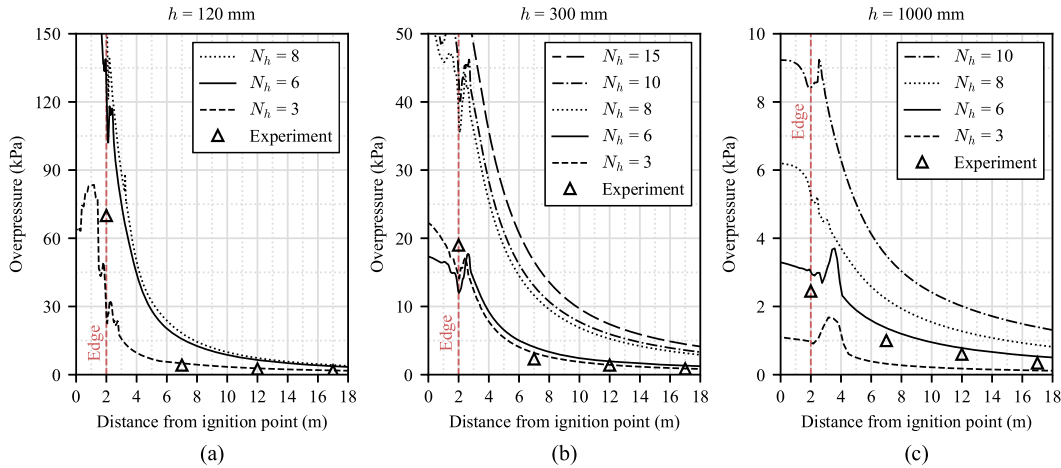 h = 120 mm
150
120
90
60
30
0
Overpressure (kPa)
Edge
N_h = 8
N_h = 6
N_h = 3
Experiment
0 2 4 6 8 10 12 14 16 18
Distance from ignition point (m)
(a)
h = 300 mm
50
40
30
20
10
0
Overpressure (kPa)
Edge
N_h = 15
N_h = 10
N_h = 8
N_h = 6
N_h = 3
Experiment
0 2 4 6 8 10 12 14 16 18
Distance from ignition point (m)
(b)
h = 1000 mm
10
8
6
4
2
0
Overpressure (kPa)
Edge
N_h = 10
N_h = 8
N_h = 6
N_h = 3
Experiment
0 2 4 6 8 10 12 14 16 18
Distance from ignition point (m)
(c)